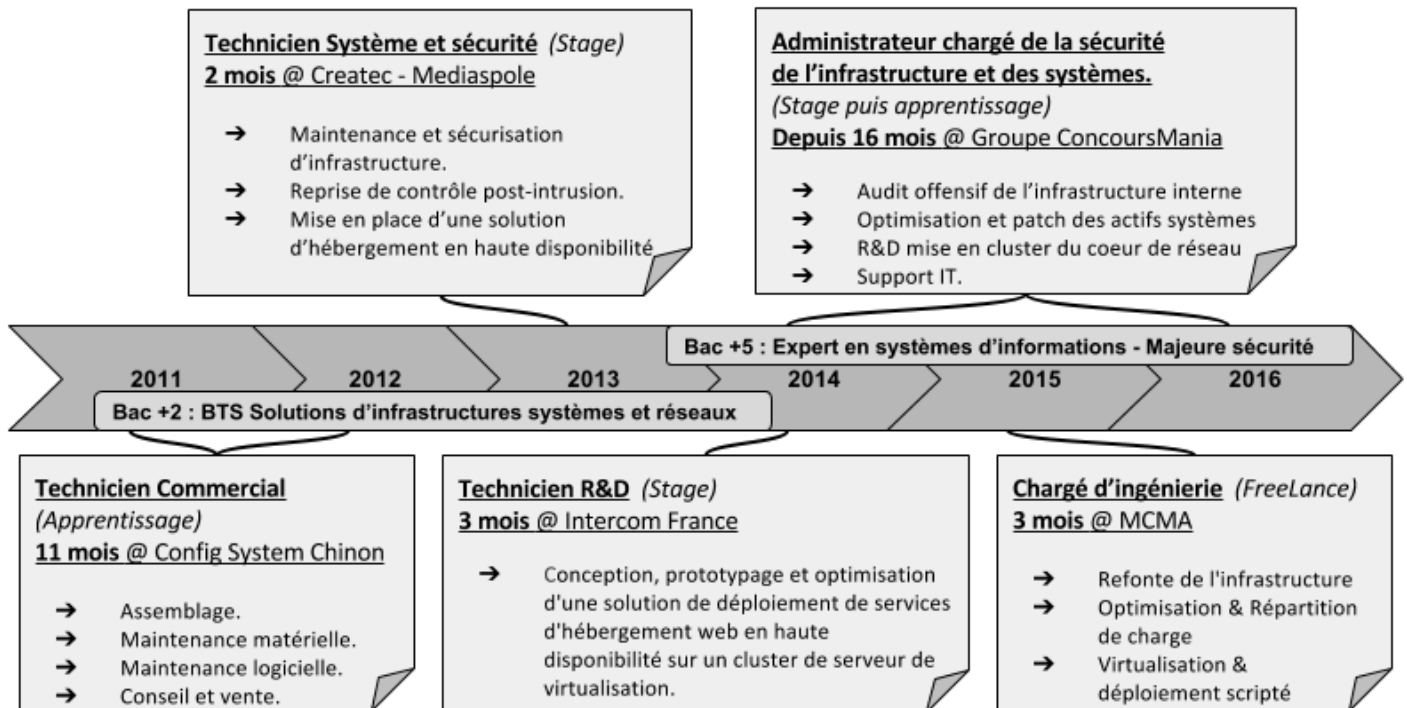 Technicien Système et sécurité (Stage)
2 mois @ Createc - Mediaspole
➔ Maintenance et sécurisation
d’infrastructure.
➔ Reprise de contrôle post-intrusion.
➔ Mise en place d’une solution
d’hébergement en haute disponibilité
Administrateur chargé de la sécurité
de l’infrastructure et des systèmes.
(Stage puis apprentissage)
Depuis 16 mois @ Groupe ConcoursMania
➔ Audit offensif de l’infrastructure interne
➔ Optimisation et patch des actifs systèmes
➔ R&D mise en cluster du coeur de réseau
➔ Support IT.
Bac +5 : Expert en systèmes d’informations - Majeure sécurité
2011 2012 2013 2014 2015 2016
Bac +2 : BTS Solutions d’infrastructures systèmes et réseaux
Technicien Commercial
(Apprentissage)
11 mois @ Config System Chinon
➔ Assemblage.
➔ Maintenance matérielle.
➔ Maintenance logicielle.
➔ Conseil et vente.
Technicien R&D (Stage)
3 mois @ Intercom France
➔ Conception, prototypage et optimisation
d'une solution de déploiement de services
d'hébergement web en haute
disponibilité sur un cluster de serveur de
virtualisation.
Chargé d’ingénierie (FreeLance)
3 mois @ MCMA
➔ Refonte de l'infrastructure
➔ Optimisation & Répartition
de charge
➔ Virtualisation &
déploiement scripté